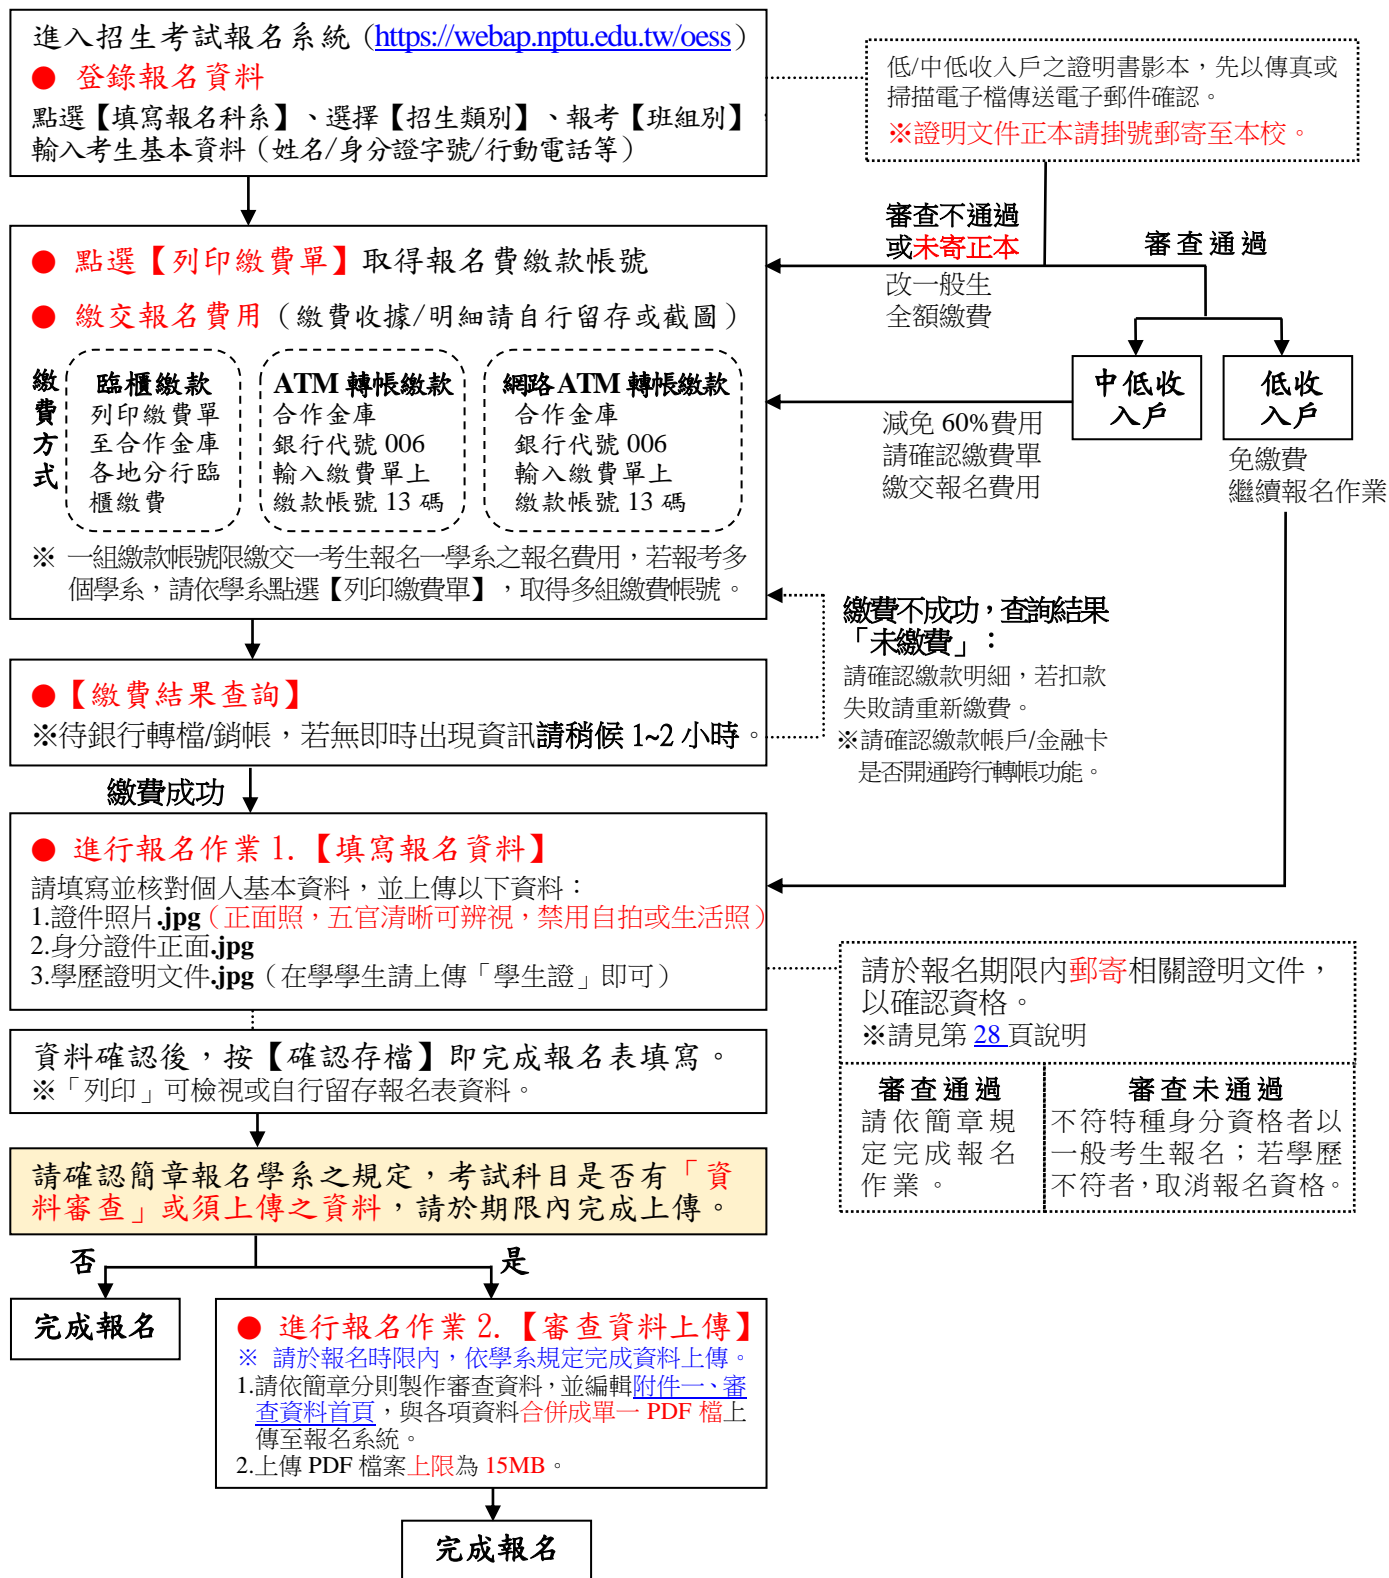 進入招生考試報名系統（https://webap.nptu.edu.tw/oess）
● 登錄報名資料
點選【填寫報名科系】、選擇【招生類別】、報考【班組別】
輸入考生基本資料（姓名/身分證字號/行動電話等）
低/中低收入戶之證明書影本，先以傳真或
掃描電子檔傳送電子郵件確認。
※證明文件正本請掛號郵寄至本校。
審查不通過
或未寄正本
改一般生
全額繳費
審查通過
● 點選【列印繳費單】取得報名費繳款帳號
● 繳交報名費用（繳費收據/明細請自行留存或截圖）
繳費方式
臨櫃繳款
列印繳費單
至合作金庫
各地分行臨
櫃繳費
ATM 轉帳繳款
合作金庫
銀行代號 006
輸入繳費單上
繳款帳號 13 碼
網路 ATM 轉帳繳款
合作金庫
銀行代號 006
輸入繳費單上
繳款帳號 13 碼
※ 一組繳款帳號限繳交一考生報名一學系之報名費用，若報考多
個學系，請依學系點選【列印繳費單】，取得多組繳費帳號。
中低收
入戶
減免 60%費用
請確認繳費單
繳交報名費用
低收
入戶
免繳費
繼續報名作業
繳費不成功，查詢結果
「未繳費」：
請確認繳款明細，若扣款
失敗請重新繳費。
※請確認繳款帳戶/金融卡
是否開通跨行轉帳功能。
●【繳費結果查詢】
※待銀行轉檔/銷帳，若無即時出現資訊請稍候 1~2 小時。
繳費成功
● 進行報名作業 1.【填寫報名資料】
請填寫並核對個人基本資料，並上傳以下資料：
1.證件照片.jpg（正面照，五官清晰可辨視，禁用自拍或生活照）
2.身分證件正面.jpg
3.學歷證明文件.jpg（在學學生請上傳「學生證」即可）
請於報名期限內郵寄相關證明文件，
以確認資格。
※請見第 28 頁說明
審查通過
請依簡章規
定完成報名
作業。
審查未通過
不符特種身分資格者以
一般考生報名；若學歷
不符者，取消報名資格。
資料確認後，按【確認存檔】即完成報名表填寫。
※「列印」可檢視或自行留存報名表資料。
請確認簡章報名學系之規定，考試科目是否有「資
料審查」或須上傳之資料，請於期限內完成上傳。
否
是
完成報名
● 進行報名作業 2.【審查資料上傳】
※ 請於報名時限內，依學系規定完成資料上傳。
1.請依簡章分則製作審查資料，並編輯附件一、審
查資料首頁，與各項資料合併成單一 PDF 檔上
傳至報名系統。
2.上傳 PDF 檔案上限為 15MB。
完成報名